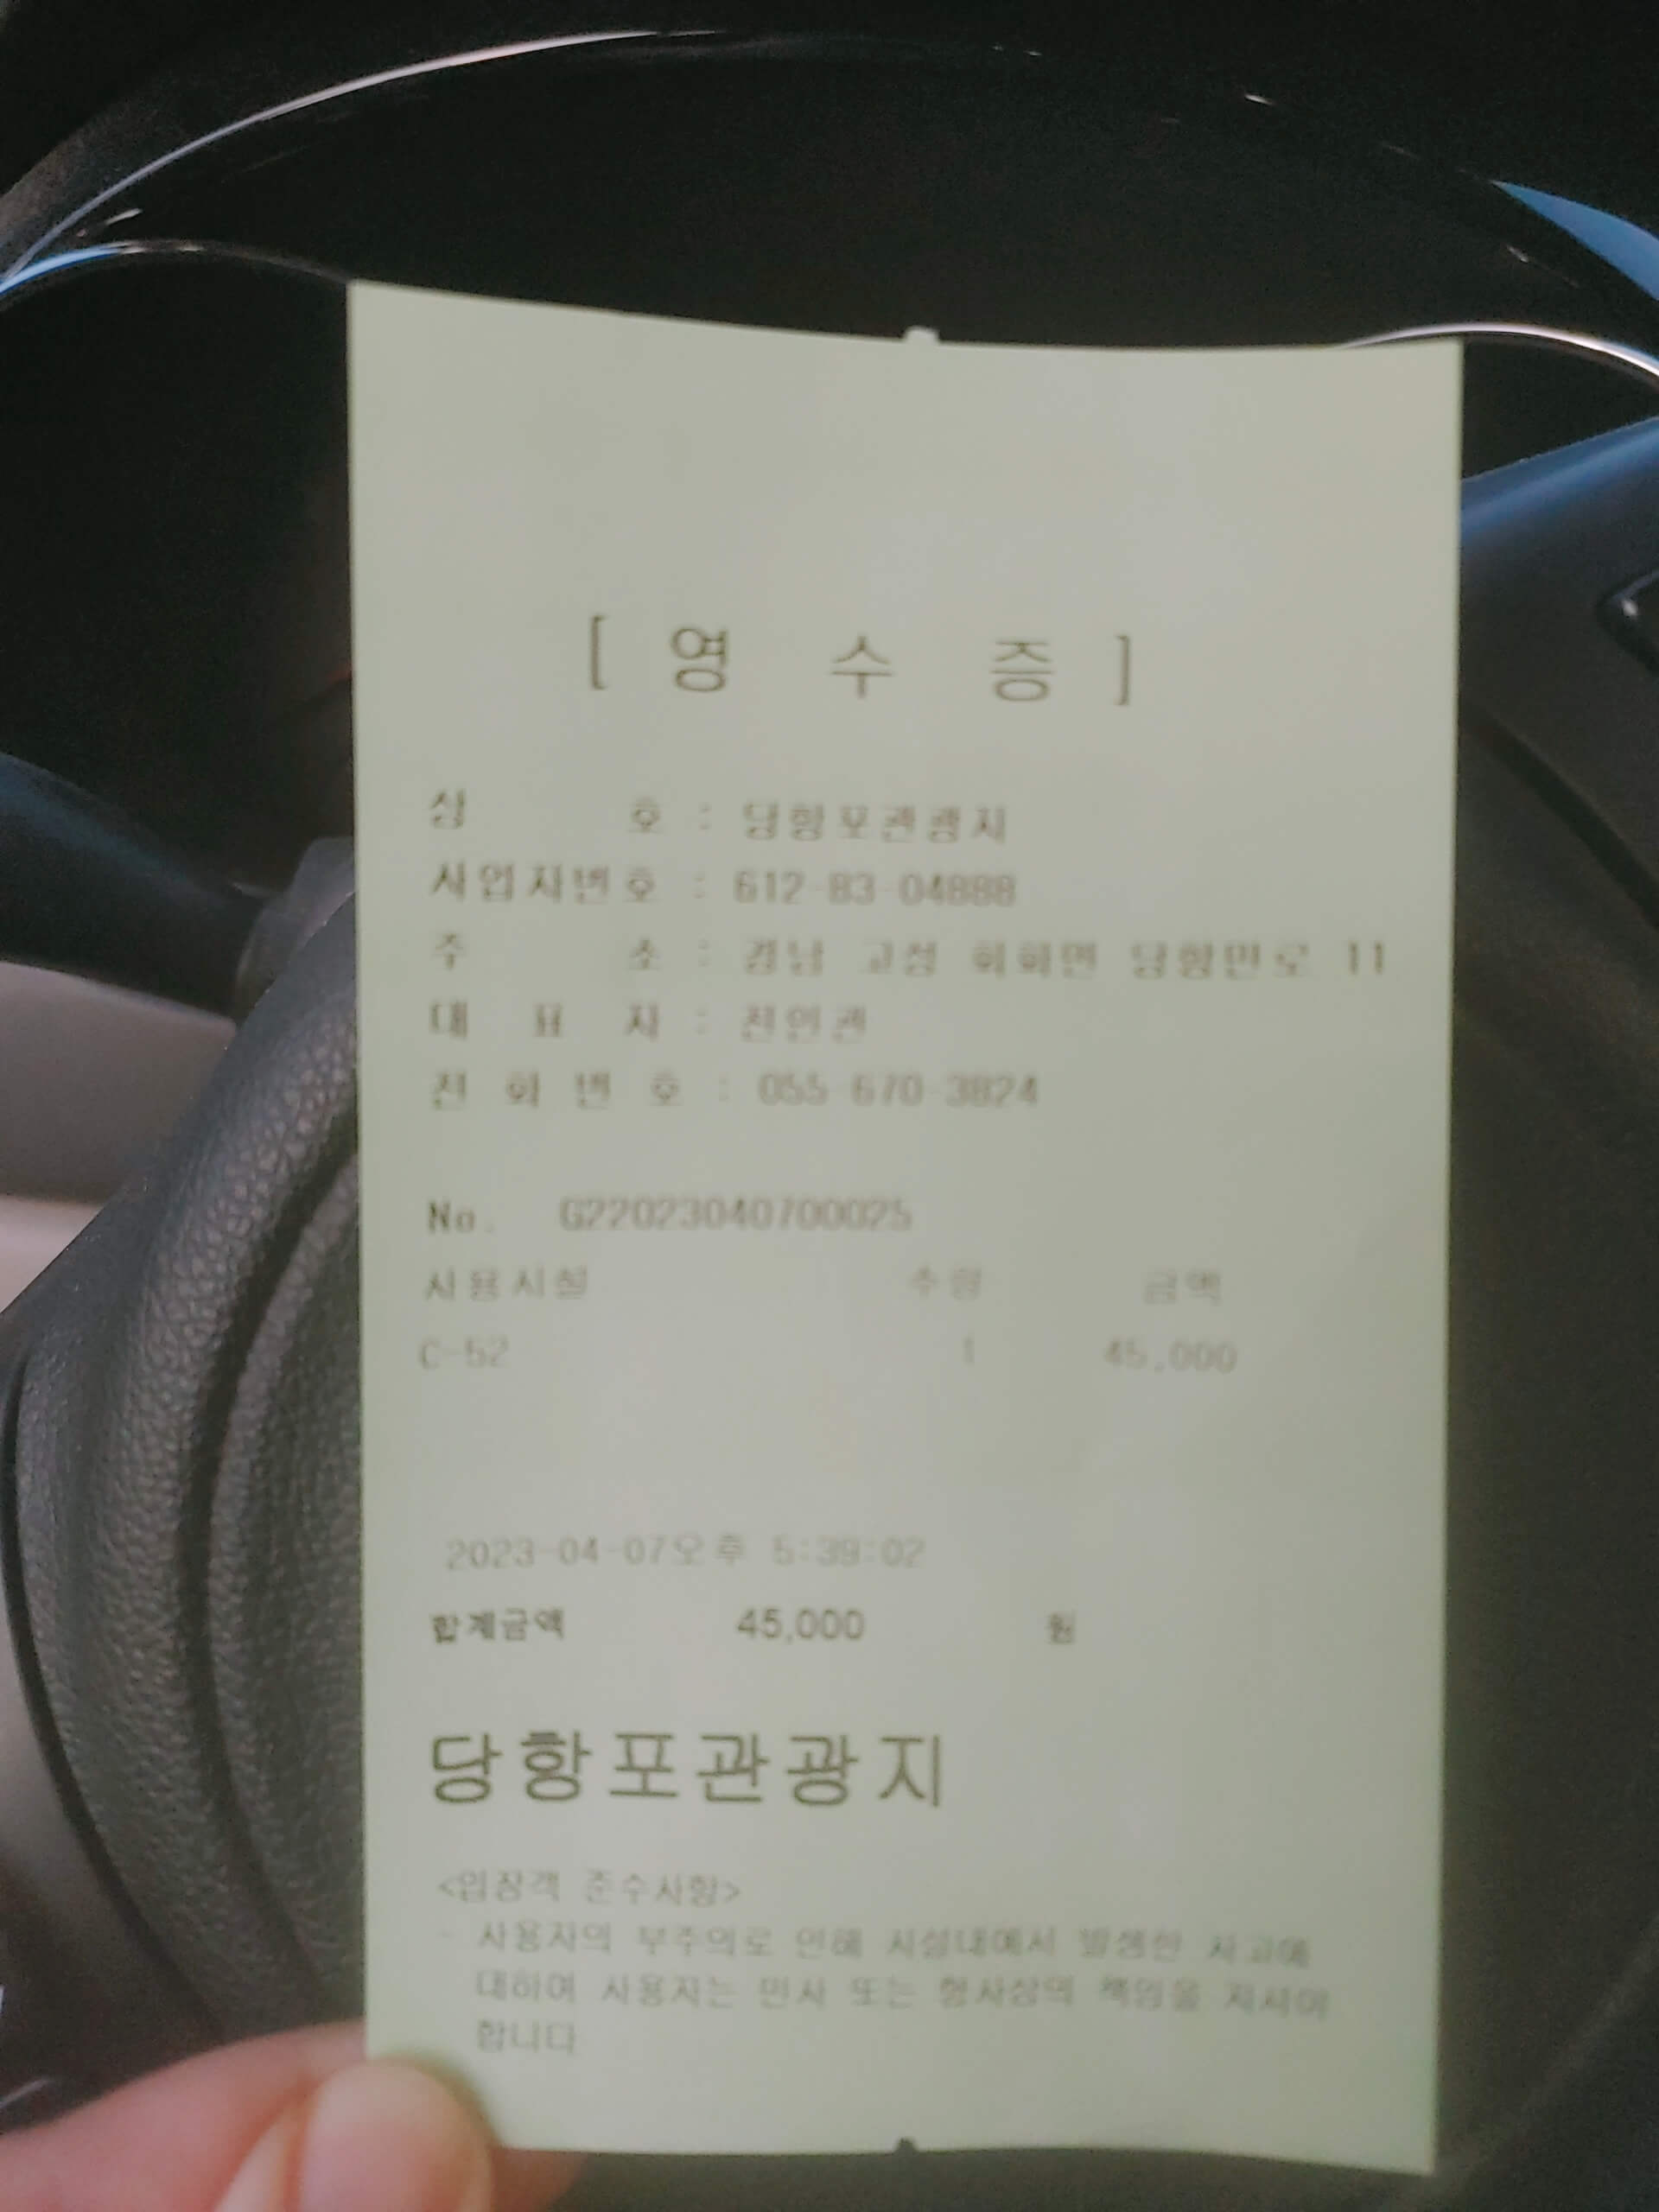 [ 영 수 증 ]
상 호 : 당항포관광지
사업자번호 : 612-83-04888
주 소 : 경남 고성 회화면 당항만로 11
대 표 자 :
전 화 번 호 : 055-670-3824
No. G22023040700025
사용시설 수량 금액
C-52 1 45,000
2023-04-07오후 5:39:02
합계금액 45,000 원
당항포관광지
<입장객 준수사항>
- 사용자의 부주의로 인해 시설내에서 발생한 사고에
대하여 사용자는 민사 또는 형사상의 책임을 지셔야
합니다